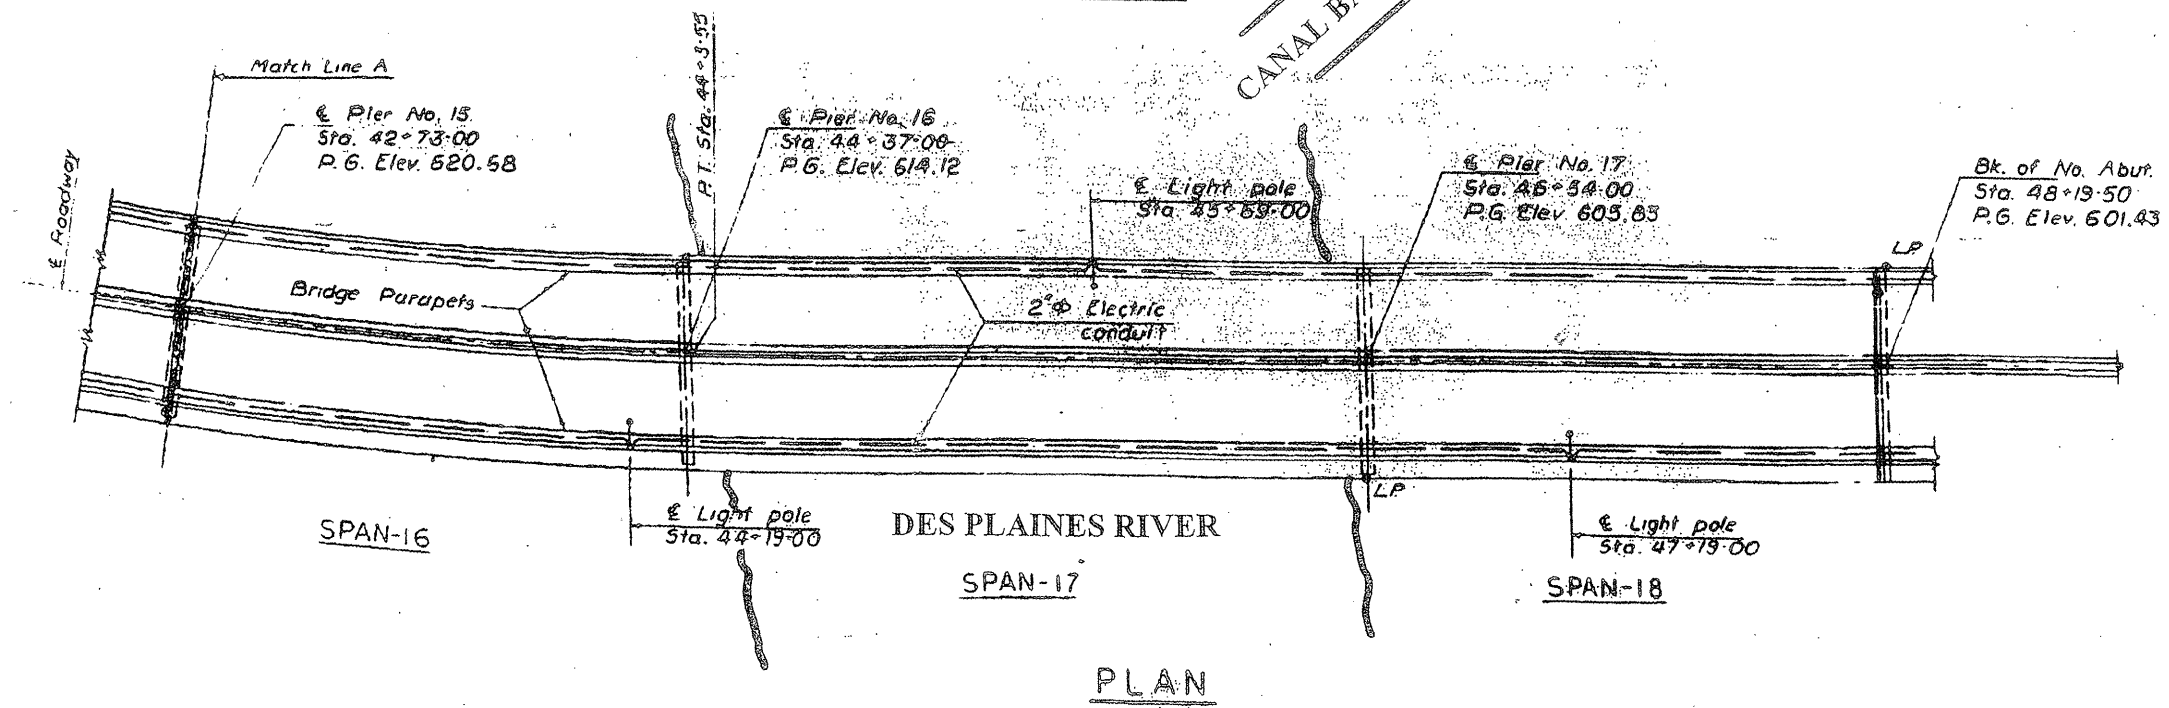 CANAL BA
Match Line A
℄ Pier No. 15
Sta. 42+73.00
P.G. Elev. 620.58
℄ Roadway
P.T. Sta. 44+3.55
℄ Pier No. 16
Sta. 44+37.00
P.G. Elev. 614.12
℄ Light pole
Sta. 45+69.00
℄ Pier No. 17
Sta. 46+54.00
P.G. Elev. 605.83
Bk. of No. Abut.
Sta. 48+19.50
P.G. Elev. 601.43
L.P.
Bridge Parapets
2"Φ Electric
conduit
L.P.
℄ Light pole
Sta. 44+19.00
DES PLAINES RIVER
℄ Light pole
Sta. 47+19.00
SPAN-16
SPAN-17
SPAN-18
PLAN